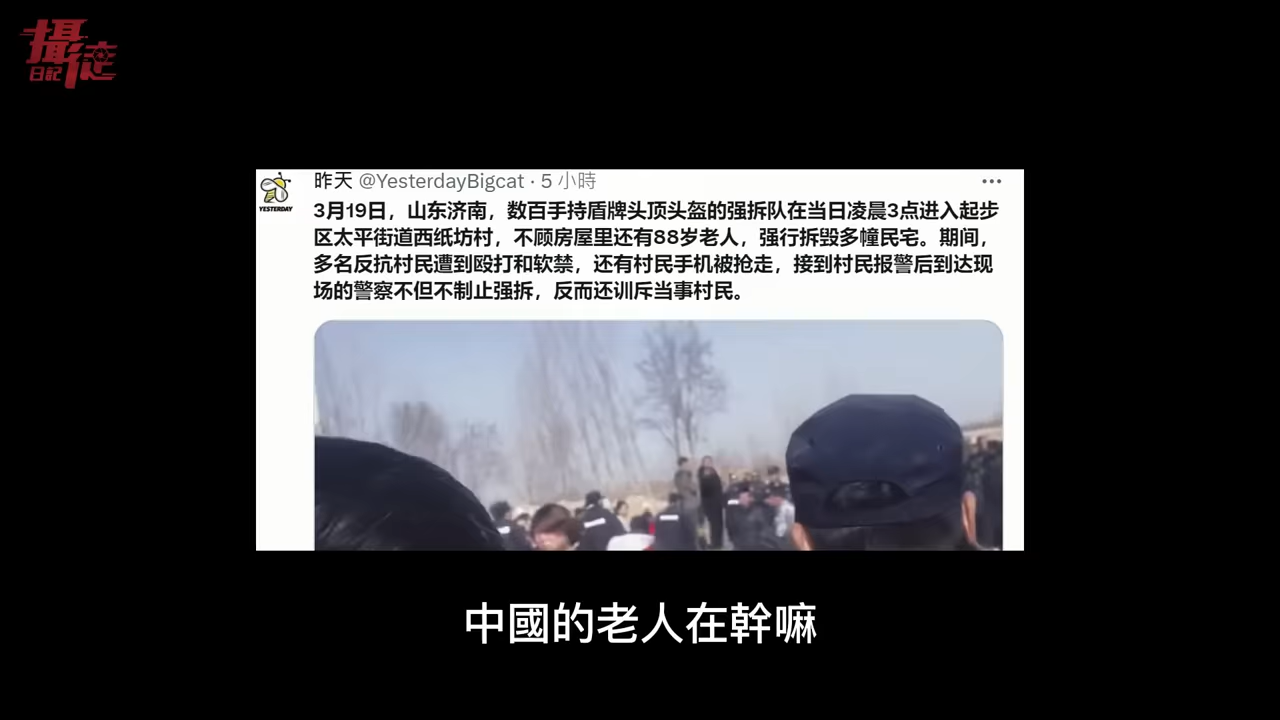 攝徒
日記
昨天 @YesterdayBigcat · 5 小時
YESTERDAY
3月19日，山东济南，数百手持盾牌头顶头盔的强拆队在当日凌晨3点进入起步
区太平街道西纸坊村，不顾房屋里还有88岁老人，强行拆毁多幢民宅。期间，
多名反抗村民遭到殴打和软禁，还有村民手机被抢走，接到村民报警后到达现
场的警察不但不制止强拆，反而还训斥当事村民。
中國的老人在幹嘛